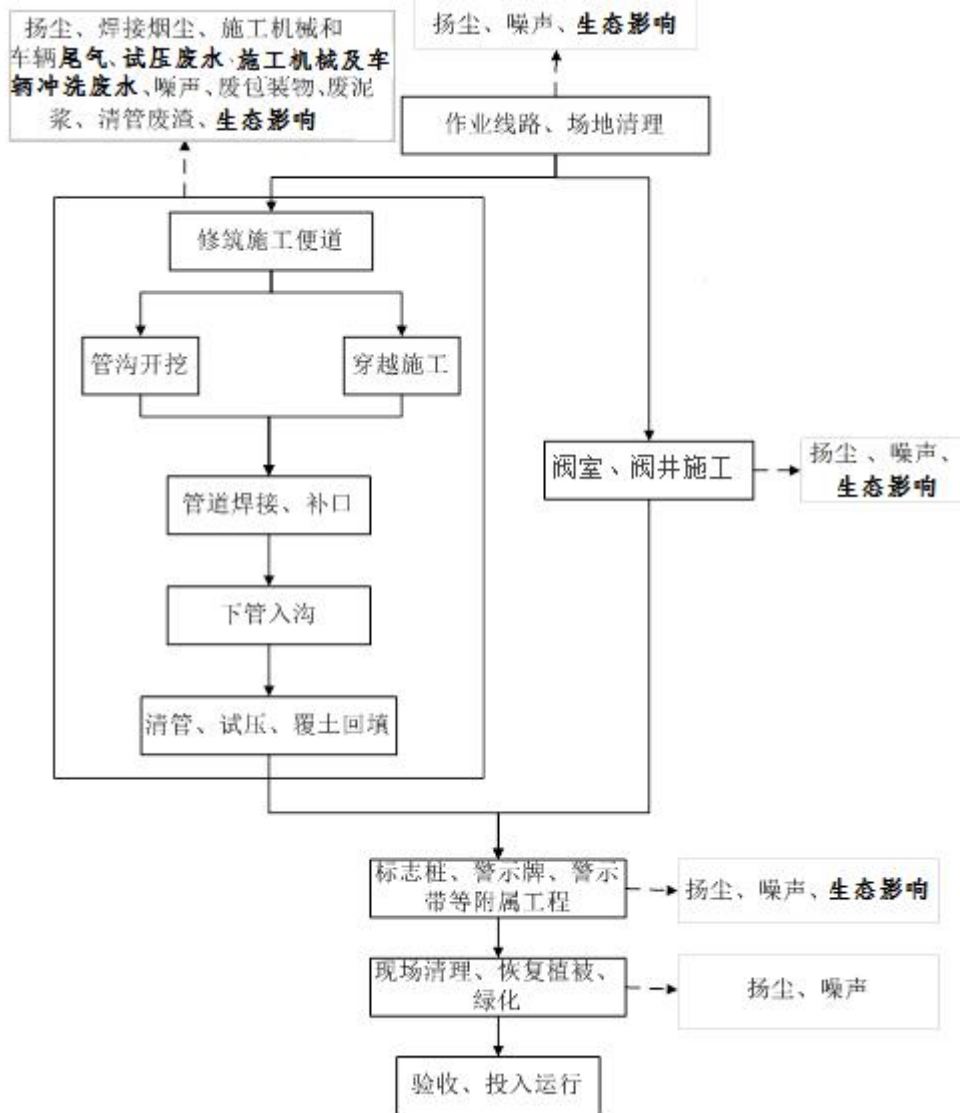 扬尘、焊接烟尘、施工机械和
车辆尾气、试压废水、施工机械及车
辆冲洗废水、噪声、废包装物、废泥
浆、清管废渣、生态影响
扬尘、噪声、生态影响
作业线路、场地清理
修筑施工便道
管沟开挖
穿越施工
阀室、阀井施工
扬尘、噪声、
生态影响
管道焊接、补口
下管入沟
清管、试压、覆土回填
标志桩、警示牌、警示
带等附属工程
扬尘、噪声、生态影响
现场清理、恢复植被、
绿化
扬尘、噪声
验收、投入运行